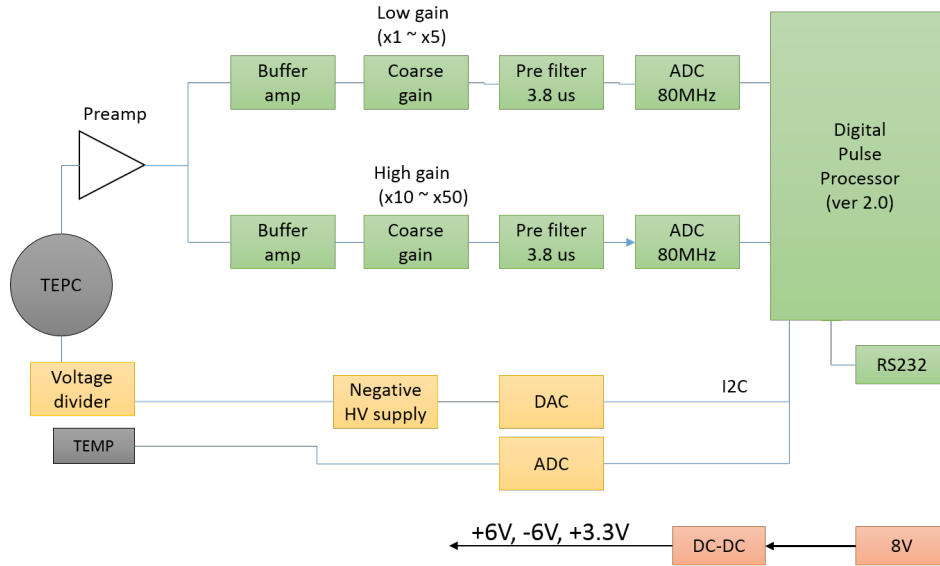 Low gain
(x1 ~ x5)
Buffer
amp
Coarse
gain
Pre filter
3.8 us
ADC
80MHz
Preamp
Digital
Pulse
Processor
(ver 2.0)
High gain
(x10 ~ x50)
Buffer
amp
Coarse
gain
Pre filter
3.8 us
ADC
80MHz
TEPC
RS232
Voltage
divider
Negative
HV supply
DAC
I2C
TEMP
ADC
+6V, -6V, +3.3V
DC-DC
8V